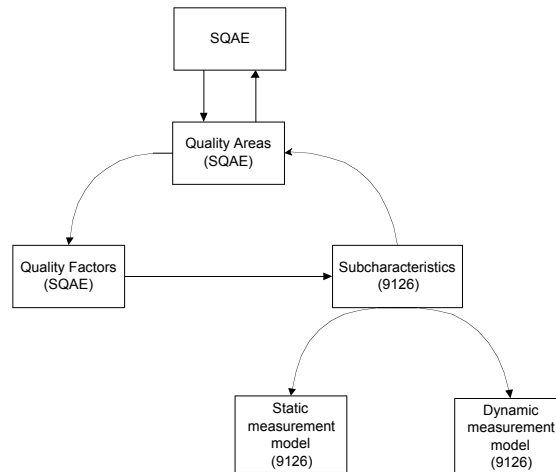 SQAE
Quality Areas
(SQAE)
Quality Factors
(SQAE)
Subcharacteristics
(9126)
Static
measurement
model
(9126)
Dynamic
measurement
model
(9126)